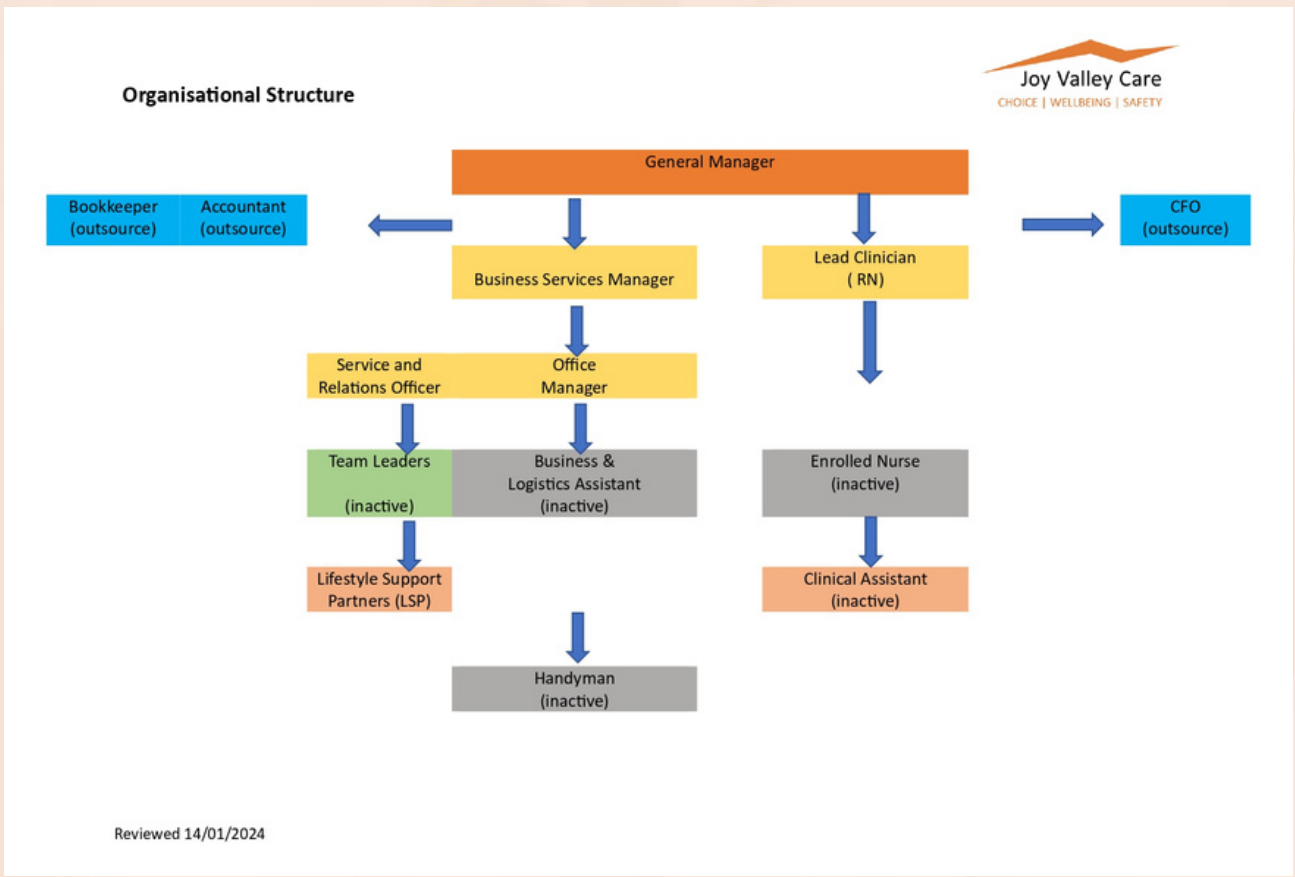 Organisational Structure
Joy Valley Care
CHOICE | WELLBEING | SAFETY
General Manager
Bookkeeper
(outsource)
Accountant
(outsource)
CFO
(outsource)
Business Services Manager
Lead Clinician
( RN)
Service and
Relations Officer
Office
Manager
Team Leaders
(inactive)
Business &
Logistics Assistant
(inactive)
Enrolled Nurse
(inactive)
Lifestyle Support
Partners (LSP)
Clinical Assistant
(inactive)
Handyman
(inactive)
Reviewed 14/01/2024